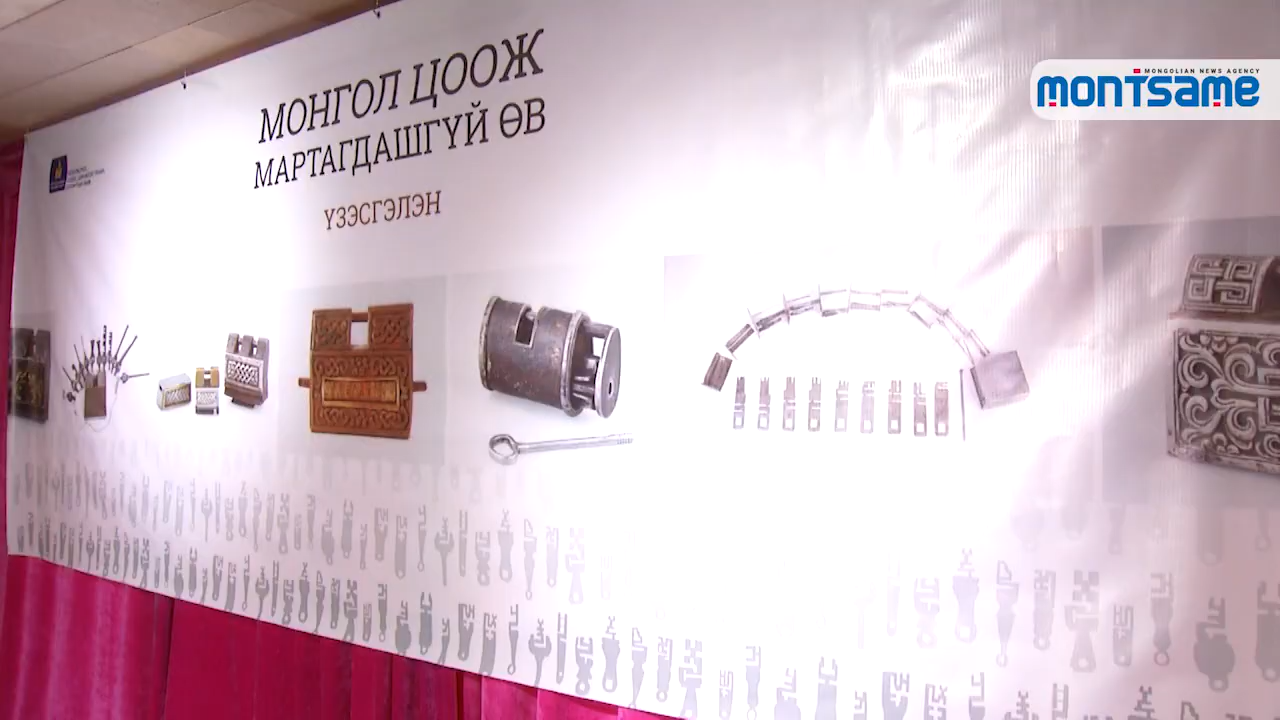 МОНГОЛ ЦООЖ
МАРТАГДАШГҮЙ ӨВ
ҮЗЭСГЭЛЭН
MONGOLIAN NEWS AGENCY
MONTSAME